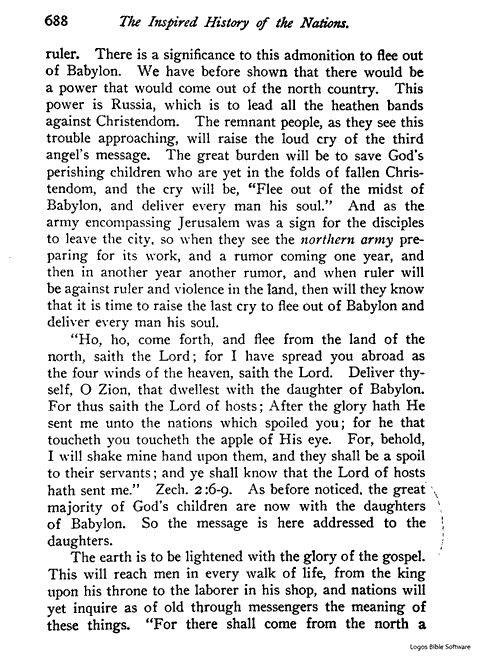 688 The Inspired History of the Nations.
ruler. There is a significance to this admonition to flee out
of Babylon. We have before shown that there would be
a power that would come out of the north country. This
power is Russia, which is to lead all the heathen bands
against Christendom. The remnant people, as they see this
trouble approaching, will raise the loud cry of the third
angel's message. The great burden will be to save God's
perishing children who are yet in the folds of fallen Chris-
tendom, and the cry will be, "Flee out of the midst of
Babylon, and deliver every man his soul." And as the
army encompassing Jerusalem was a sign for the disciples
to leave the city, so when they see the northern army pre-
paring for its work, and a rumor coming one year, and
then in another year another rumor, and when ruler will
be against ruler and violence in the land, then will they know
that it is time to raise the last cry to flee out of Babylon and
deliver every man his soul.
"Ho, ho, come forth, and flee from the land of the
north, saith the Lord; for I have spread you abroad as
the four winds of the heaven, saith the Lord. Deliver thy-
self, O Zion, that dwellest with the daughter of Babylon.
For thus saith the Lord of hosts; After the glory hath He
sent me unto the nations which spoiled you; for he that
toucheth you toucheth the apple of His eye. For, behold,
I will shake mine hand upon them, and they shall be a spoil
to their servants; and ye shall know that the Lord of hosts
hath sent me." Zech. 2:6-9. As before noticed, the great
majority of God's children are now with the daughters
of Babylon. So the message is here addressed to the
daughters.
The earth is to be lightened with the glory of the gospel.
This will reach men in every walk of life, from the king
upon his throne to the laborer in his shop, and nations will
yet inquire as of old through messengers the meaning of
these things. "For there shall come from the north a
Logos Bible Software